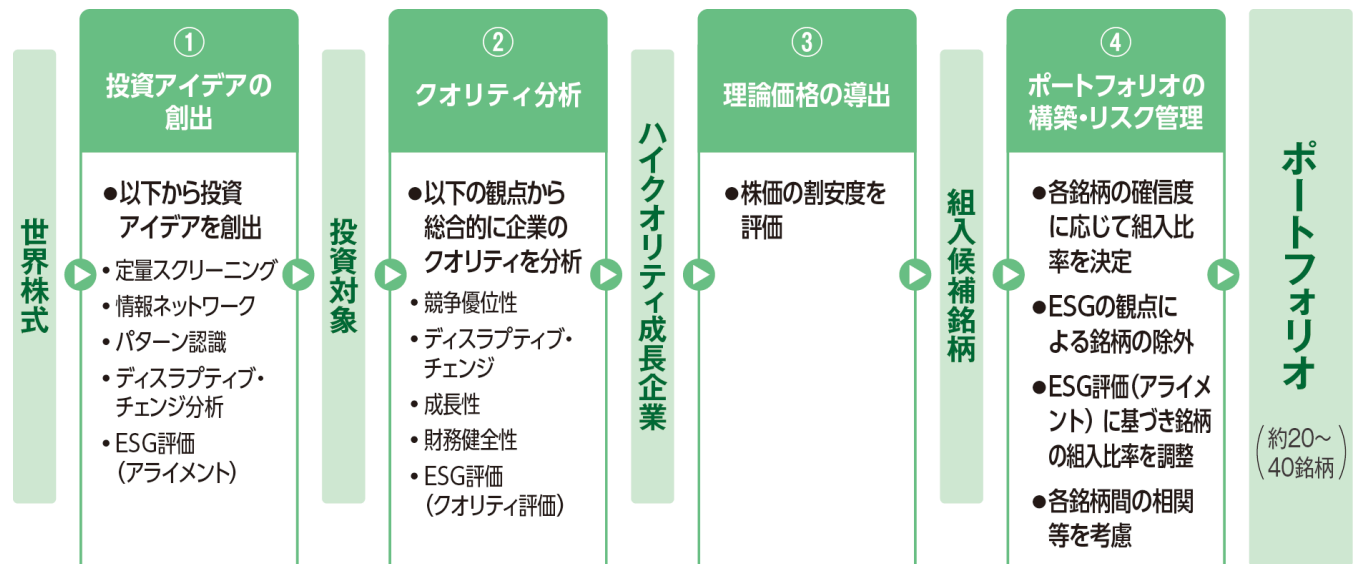 世界株式
①
投資アイデアの
創出
●以下から投資
アイデアを創出
・定量スクリーニング
・情報ネットワーク
・パターン認識
・ディスラプティブ・
チェンジ分析
・ESG評価
（アライメント）
投資対象
②
クオリティ分析
●以下の観点から
総合的に企業の
クオリティを分析
・競争優位性
・ディスラプティブ・
チェンジ
・成長性
・財務健全性
・ESG評価
（クオリティ評価）
ハイクオリティ成長企業
③
理論価格の導出
●株価の割安度を
評価
組入候補銘柄
④
ポートフォリオの
構築・リスク管理
●各銘柄の確信度
に応じて組入比
率を決定
●ESGの観点に
よる銘柄の除外
●ESG評価（アライメ
ント）に基づき銘柄
の組入比率を調整
●各銘柄間の相関
等を考慮
ポートフォリオ
（約20～
40銘柄）